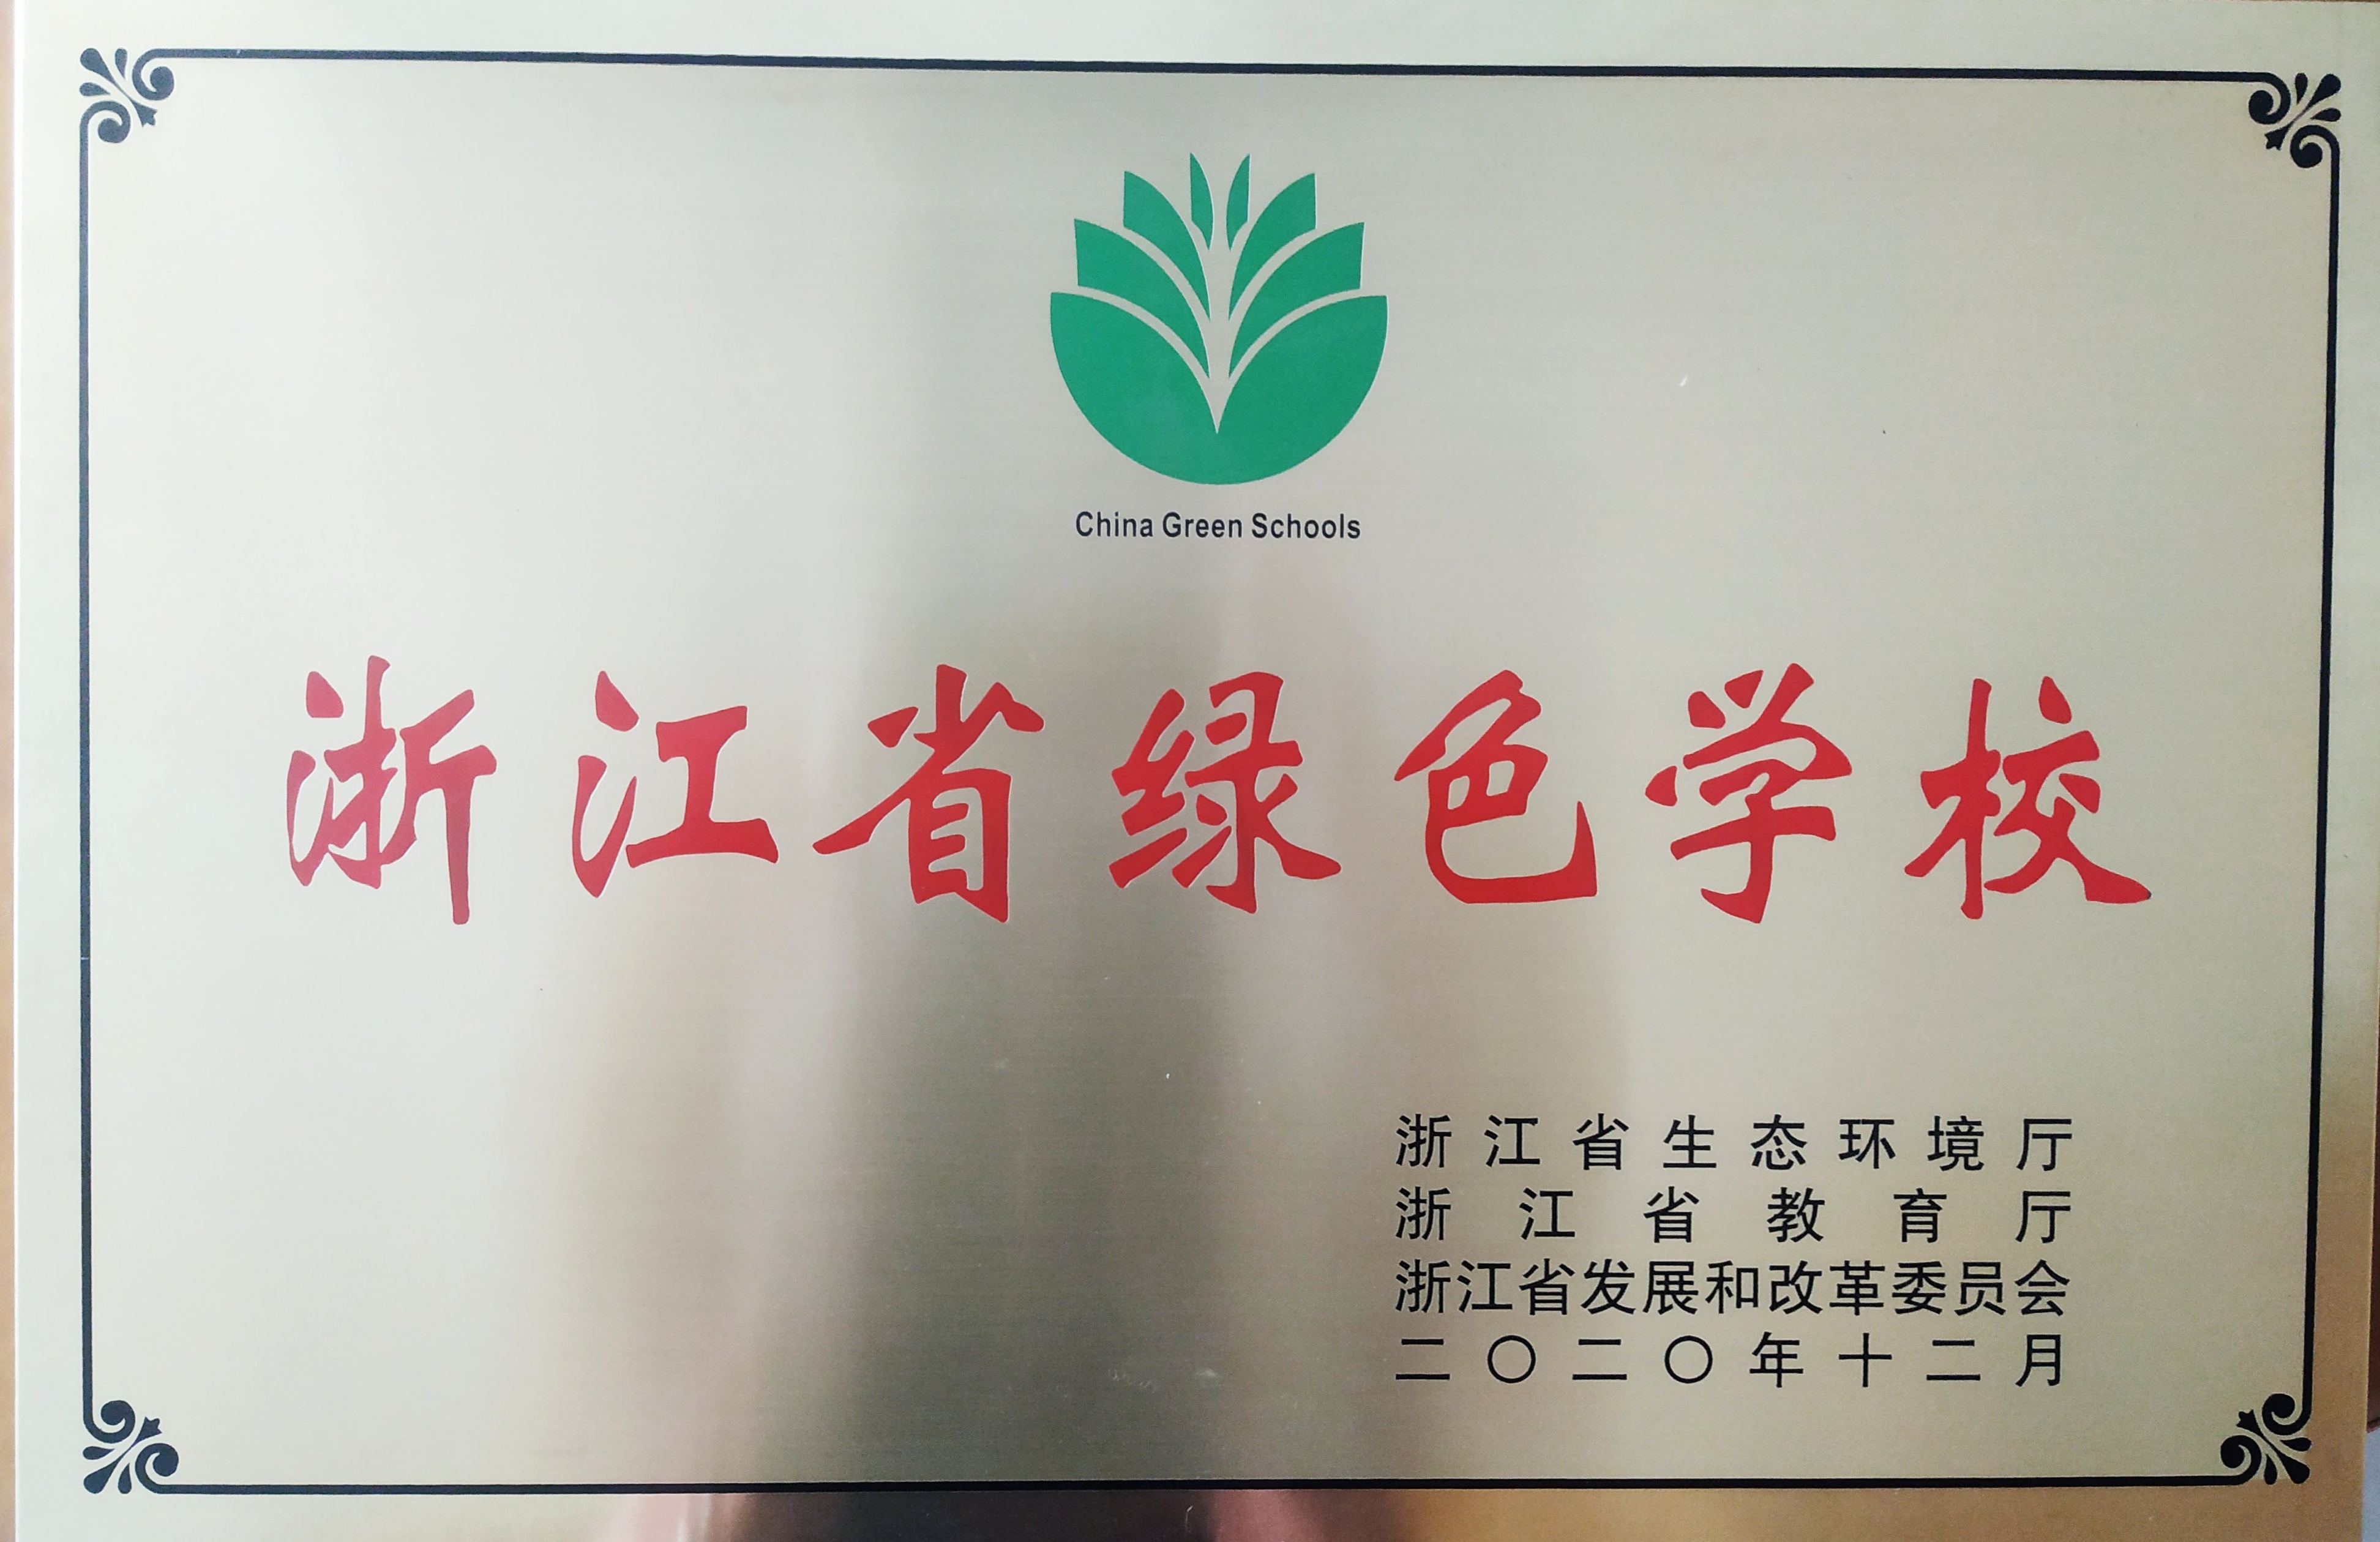 China Green Schools
浙江省绿色学校
浙江省生态环境厅
浙江省教育厅
浙江省发展和改革委员会
二〇二〇年十二月